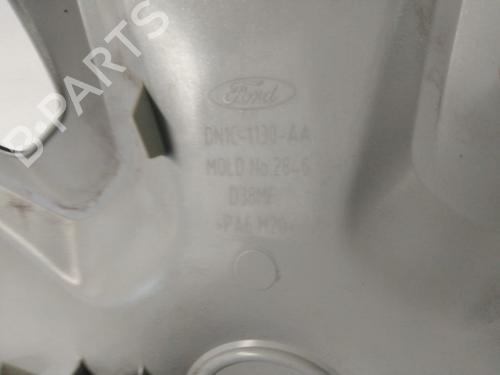 B-PARTS
Ford
DN1C-1130-AA
MOLD No.28-6
D38MF
>PA6 M20<